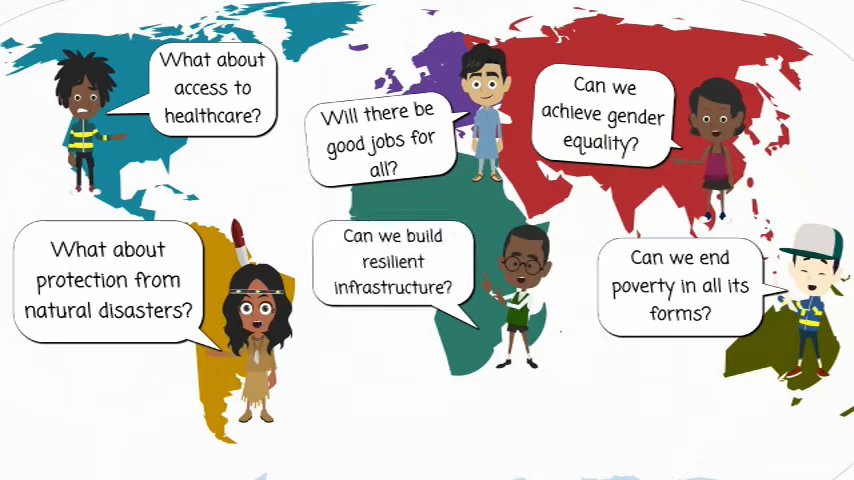 What about
access to
healthcare?
Will there be
good jobs for
all?
Can we
achieve gender
equality?
What about
protection from
natural disasters?
Can we build
resilient
infrastructure?
Can we end
poverty in all its
forms?